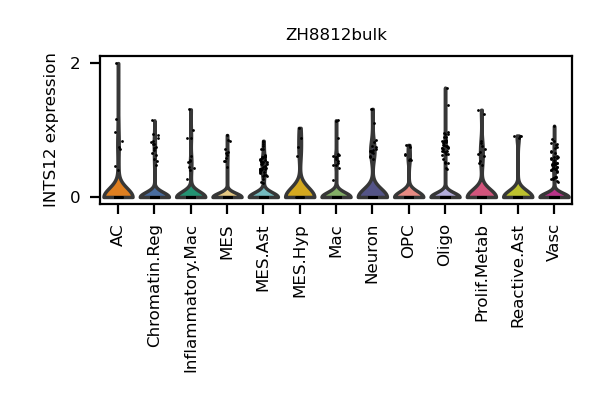 ZH8812bulk
INTS12 expression
2
0
AC
Chromatin.Reg
Inflammatory.Mac
MES
MES.Ast
MES.Hyp
Mac
Neuron
OPC
Oligo
Prolif.Metab
Reactive.Ast
Vasc